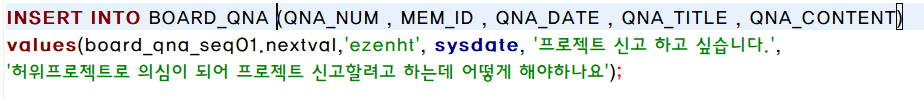 INSERT INTO BOARD_QNA (QNA_NUM , MEM_ID , QNA_DATE , QNA_TITLE , QNA_CONTENT)
values(board_qna_seq01.nextval,'ezenht', sysdate, '프로젝트 신고 하고 싶습니다.',
'허위프로젝트로 의심이 되어 프로젝트 신고할려고 하는데 어떻게 해야하나요');